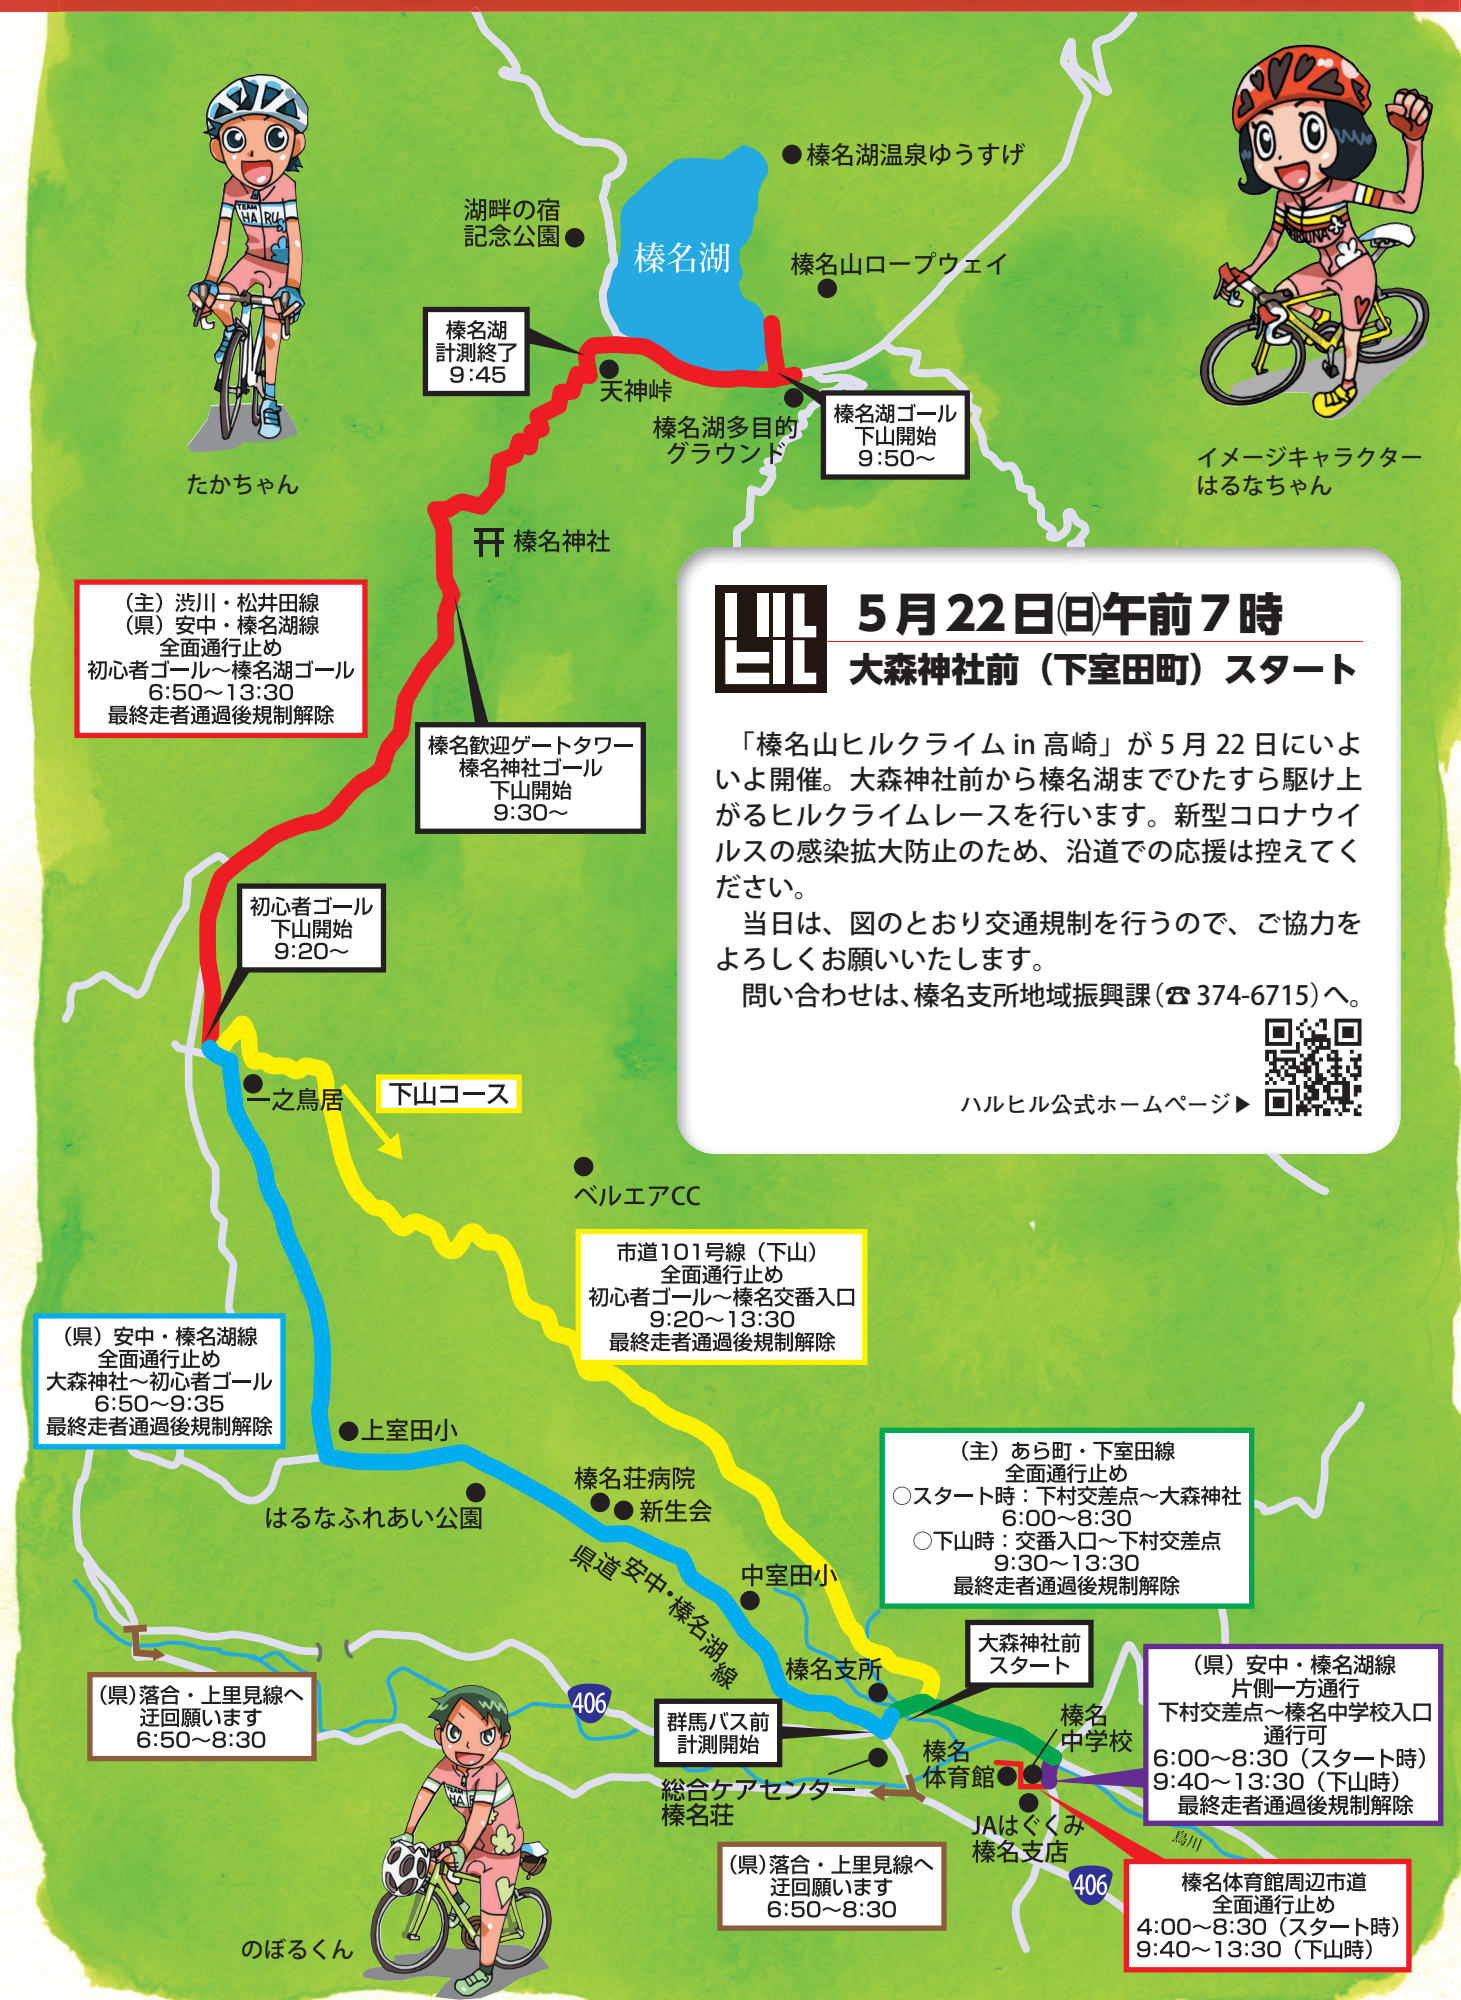 榛名湖温泉ゆうすげ
湖畔の宿
記念公園
榛名湖
榛名山ロープウェイ
TEAM
HARU
HARUNA
榛名湖
計測終了
9:45
天神峠
榛名湖多目的
グラウンド
榛名湖ゴール
下山開始
9:50〜
たかちゃん
イメージキャラクター
はるなちゃん
榛名神社
（主）渋川・松井田線
（県）安中・榛名湖線
全面通行止め
初心者ゴール〜榛名湖ゴール
6:50〜13:30
最終走者通過後規制解除
榛名歓迎ゲートタワー
榛名神社ゴール
下山開始
9:30〜
ハルヒル
5月22日(日)午前7時
大森神社前（下室田町）スタート
「榛名山ヒルクライム in 高崎」が 5 月 22 日にいよ
いよ開催。大森神社前から榛名湖までひたすら駆け上
がるヒルクライムレースを行います。新型コロナウイ
ルスの感染拡大防止のため、沿道での応援は控えてく
ださい。
当日は、図のとおり交通規制を行うので、ご協力を
よろしくお願いいたします。
問い合わせは、榛名支所地域振興課（☎ 374-6715）へ。
ハルヒル公式ホームページ▶
初心者ゴール
下山開始
9:20〜
一之鳥居
下山コース
ベルエアCC
市道101号線（下山）
全面通行止め
初心者ゴール〜榛名交番入口
9:20〜13:30
最終走者通過後規制解除
（県）安中・榛名湖線
全面通行止め
大森神社〜初心者ゴール
6:50〜9:35
最終走者通過後規制解除
上室田小
はるなふれあい公園
榛名荘病院
新生会
県道 安中・榛名湖線
中室田小
（主）あら町・下室田線
全面通行止め
○スタート時：下村交差点〜大森神社
6:00〜8:30
○下山時：交番入口〜下村交差点
9:30〜13:30
最終走者通過後規制解除
大森神社前
スタート
榛名支所
群馬バス前
計測開始
総合ケアセンター
榛名荘
榛名
体育館
榛名
中学校
JAはぐくみ
榛名支店
（県）安中・榛名湖線
片側一方通行
下村交差点〜榛名中学校入口
通行可
6:00〜8:30（スタート時）
9:40〜13:30（下山時）
最終走者通過後規制解除
烏川
（県）落合・上里見線へ
迂回願います
6:50〜8:30
406
TEAM
HAR
（県）落合・上里見線へ
迂回願います
6:50〜8:30
406
榛名体育館周辺市道
全面通行止め
4:00〜8:30（スタート時）
9:40〜13:30（下山時）
のぼるくん